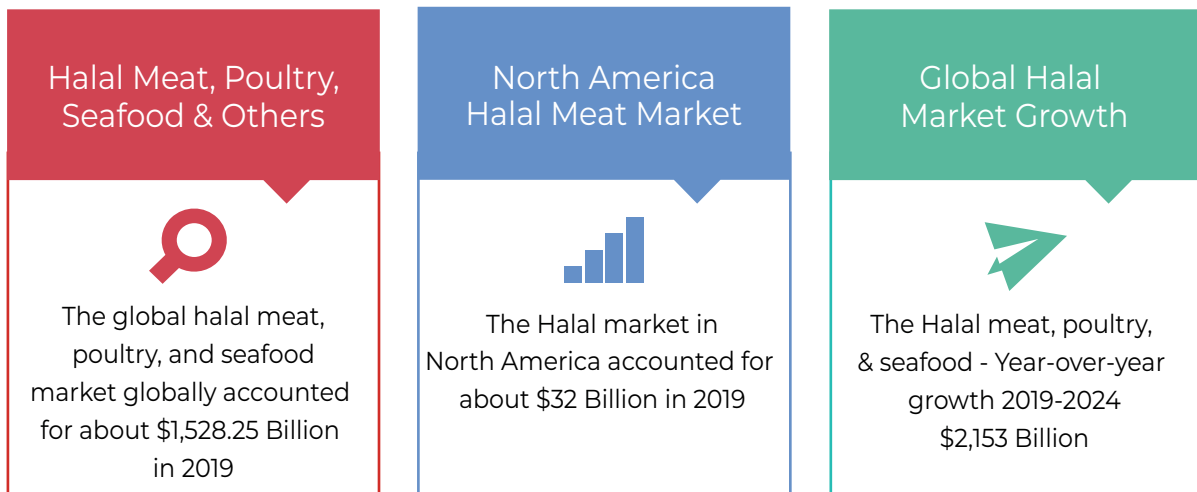 Halal Meat, Poultry,
Seafood & Others
The global halal meat,
poultry, and seafood
market globally accounted
for about $1,528.25 Billion
in 2019
North America
Halal Meat Market
The Halal market in
North America accounted for
about $32 Billion in 2019
Global Halal
Market Growth
The Halal meat, poultry,
& seafood - Year-over-year
growth 2019-2024
$2,153 Billion